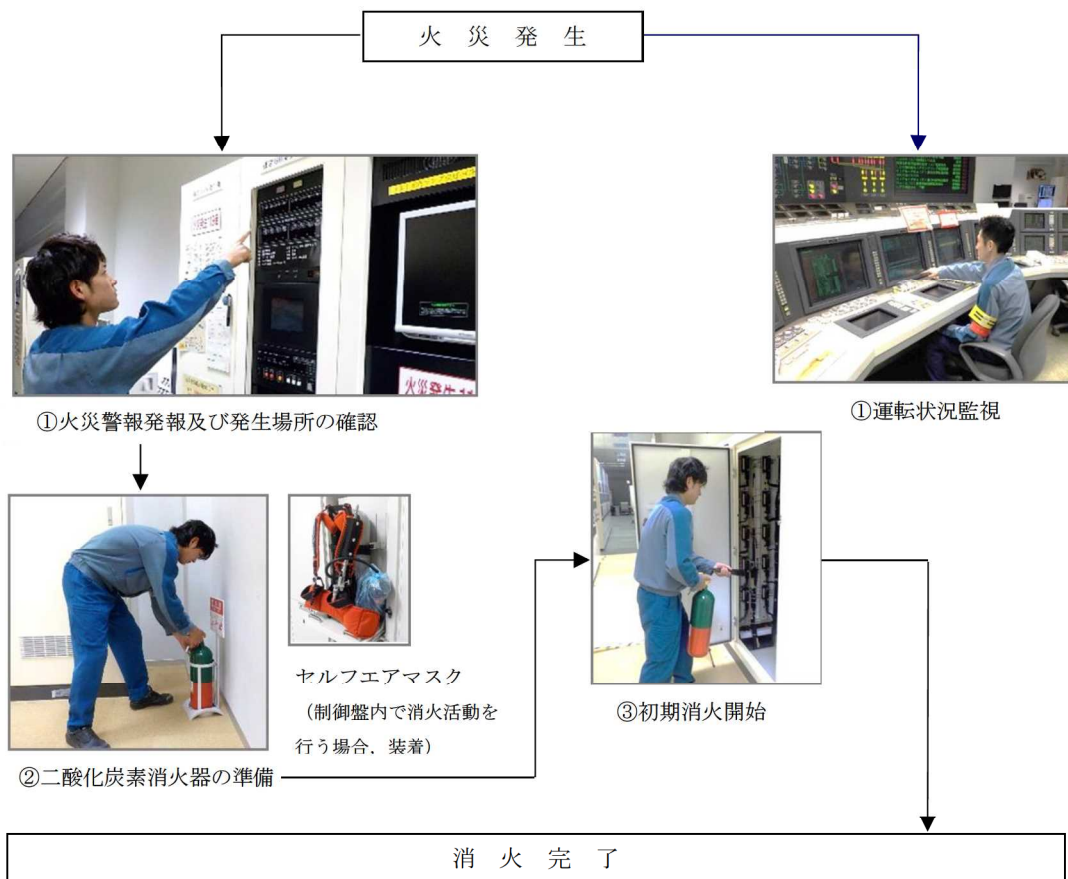 火災発生
①火災警報発報及び発生場所の確認
①運転状況監視
セルフエアマスク
（制御盤内で消火活動を
行う場合，装着）
②二酸化炭素消火器の準備
③初期消火開始
消火完了